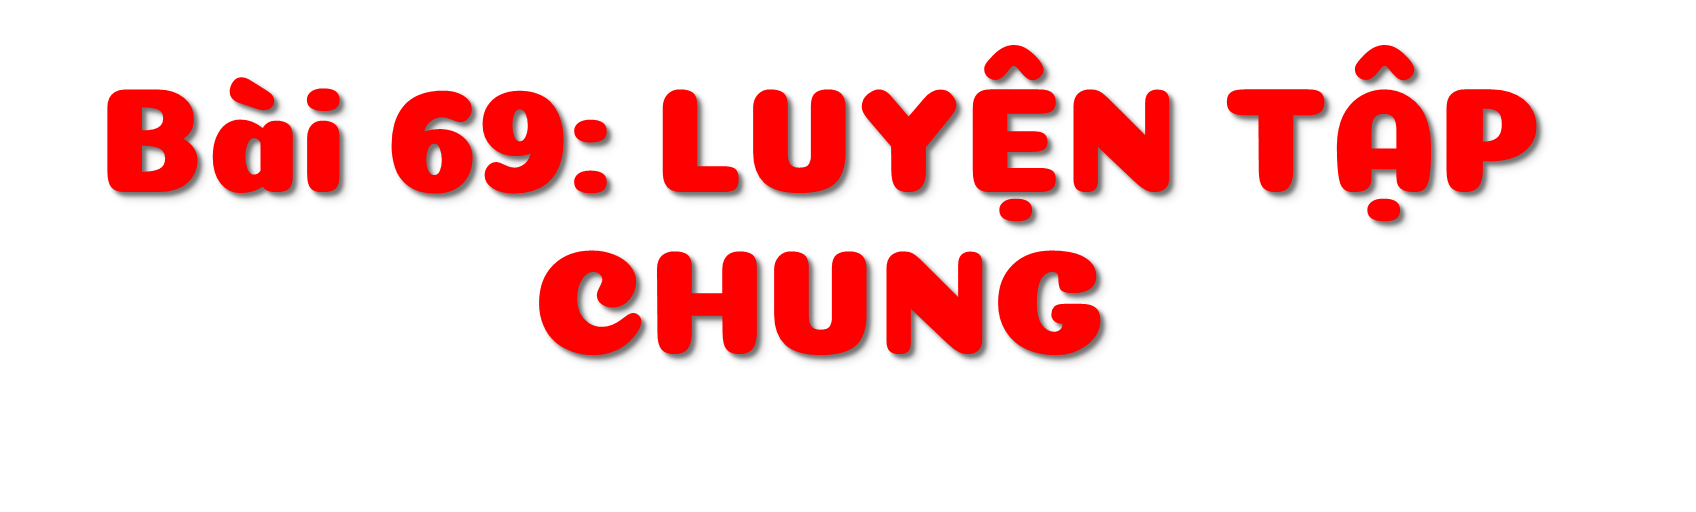 Bài 69: LUYỆN TẬP
CHUNG